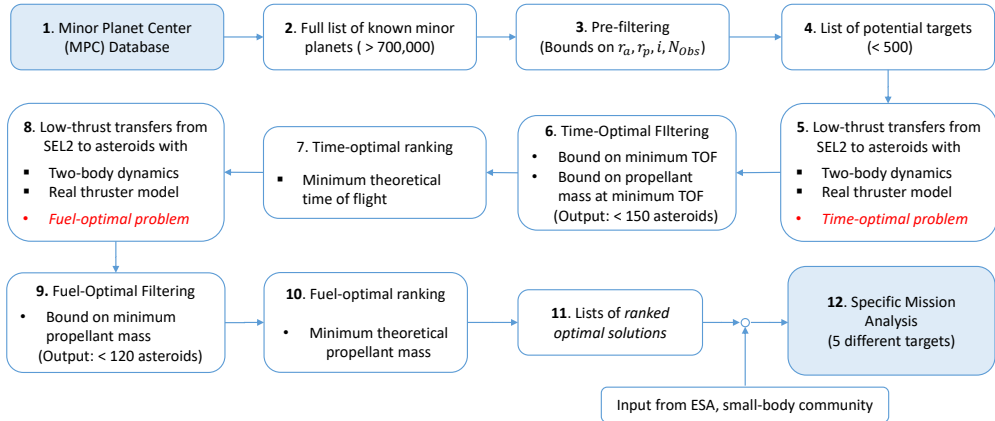 1. Minor Planet Center
(MPC) Database
2. Full list of known minor
planets ( > 700,000)
3. Pre-filtering
(Bounds on r_a, r_p, i, N_Obs)
4. List of potential targets
(< 500)
8. Low-thrust transfers from
SEL2 to asteroids with
▪ Two-body dynamics
▪ Real thruster model
• Fuel-optimal problem
7. Time-optimal ranking
▪ Minimum theoretical
time of flight
6. Time-Optimal FIltering
• Bound on minimum TOF
• Bound on propellant
mass at minimum TOF
(Output: < 150 asteroids)
5. Low-thrust transfers from
SEL2 to asteroids with
▪ Two-body dynamics
▪ Real thruster model
• Time-optimal problem
9. Fuel-Optimal Filtering
• Bound on minimum
propellant mass
(Output: < 120 asteroids)
10. Fuel-optimal ranking
• Minimum theoretical
propellant mass
11. Lists of ranked
optimal solutions
12. Specific Mission
Analysis
(5 different targets)
Input from ESA, small-body community